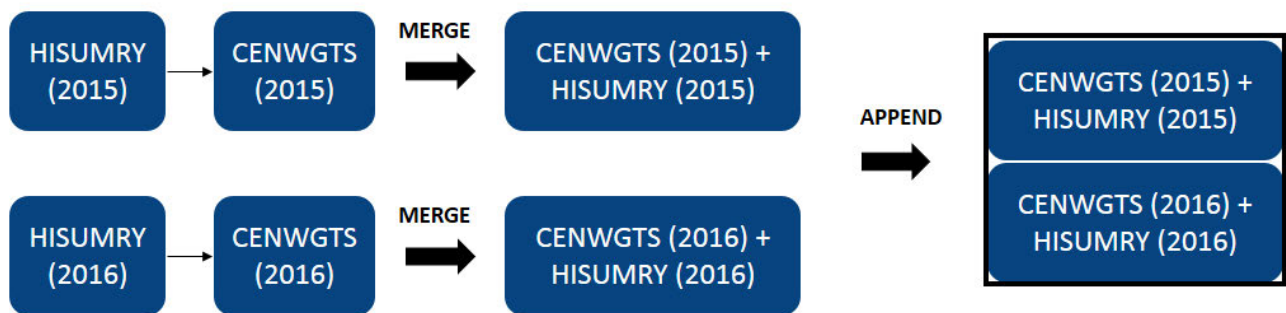 HISUMRY
(2015)
CENWGTS
(2015)
MERGE
CENWGTS (2015) +
HISUMRY (2015)
HISUMRY
(2016)
CENWGTS
(2016)
MERGE
CENWGTS (2016) +
HISUMRY (2016)
APPEND
CENWGTS (2015) +
HISUMRY (2015)
CENWGTS (2016) +
HISUMRY (2016)